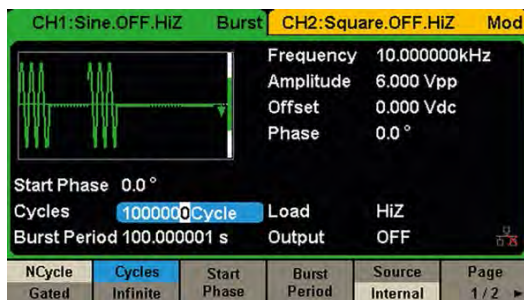 CH1:Sine.OFF.HiZ Burst CH2:Square.OFF.HiZ Mod
Frequency 10.000000kHz
Amplitude 6.000 Vpp
Offset 0.000 Vdc
Phase 0.0 °
Start Phase 0.0 °
Cycles 1000000Cycle Load HiZ
Burst Period 100.000001 s Output OFF
NCycle Cycles Start Burst Source Page
Gated Infinite Phase Period Internal 1/2 ►